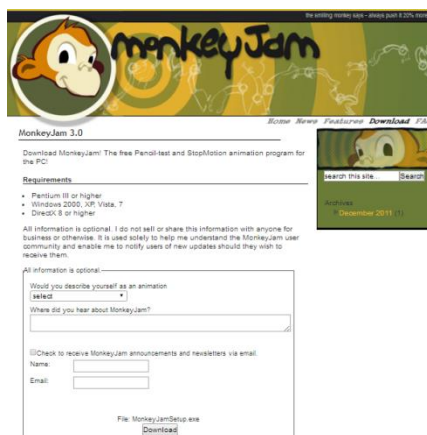 the smiling monkey says - always push it 20% more
monkeyJam
Home News Features Download FA
MonkeyJam 3.0
Download MonkeyJam! The free Pencil-test and StopMotion animation program for
the PC!
Requirements
Pentium III or higher
Windows 2000, XP, Vista, 7
DirectX 8 or higher
All information is optional. I do not sell or share this information with anyone for
business or otherwise. It is used solely to help me understand the MonkeyJam user
community and enable me to notify users of new updates should they wish to
receive them.
All information is optional.
Would you describe yourself as an animation
select
Where did you hear about MonkeyJam?
Check to receive MonkeyJam announcements and newsletters via email.
Name:
Email:
File: MonkeyJamSetup.exe
Download
search this site...
Search
Archives
December 2011 (1)